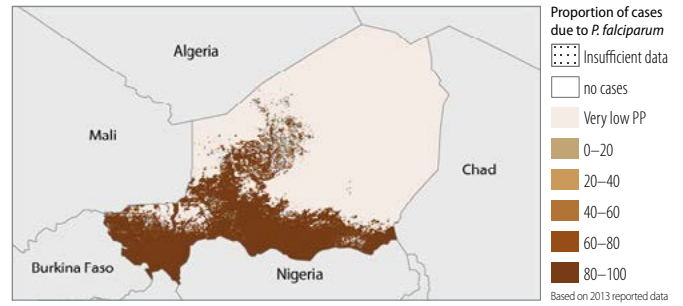 Proportion of cases
due to P. falciparum
Insufficient data
no cases
Very low PP
0–20
20–40
40–60
60–80
80–100
Based on 2013 reported data
Algeria
Mali
Chad
Burkina Faso
Nigeria